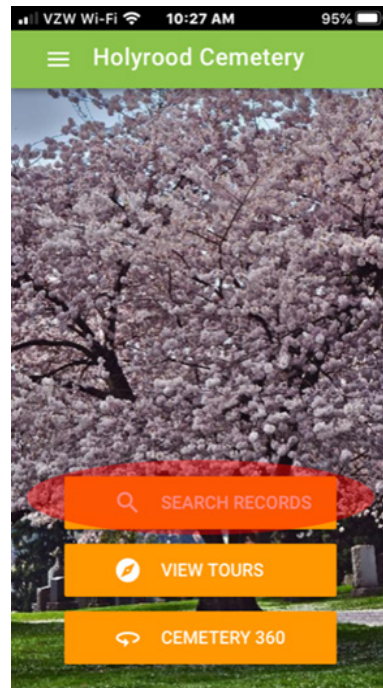 VZW Wi-Fi 10:27 AM 95%
Holyrood Cemetery
SEARCH RECORDS
VIEW TOURS
CEMETERY 360